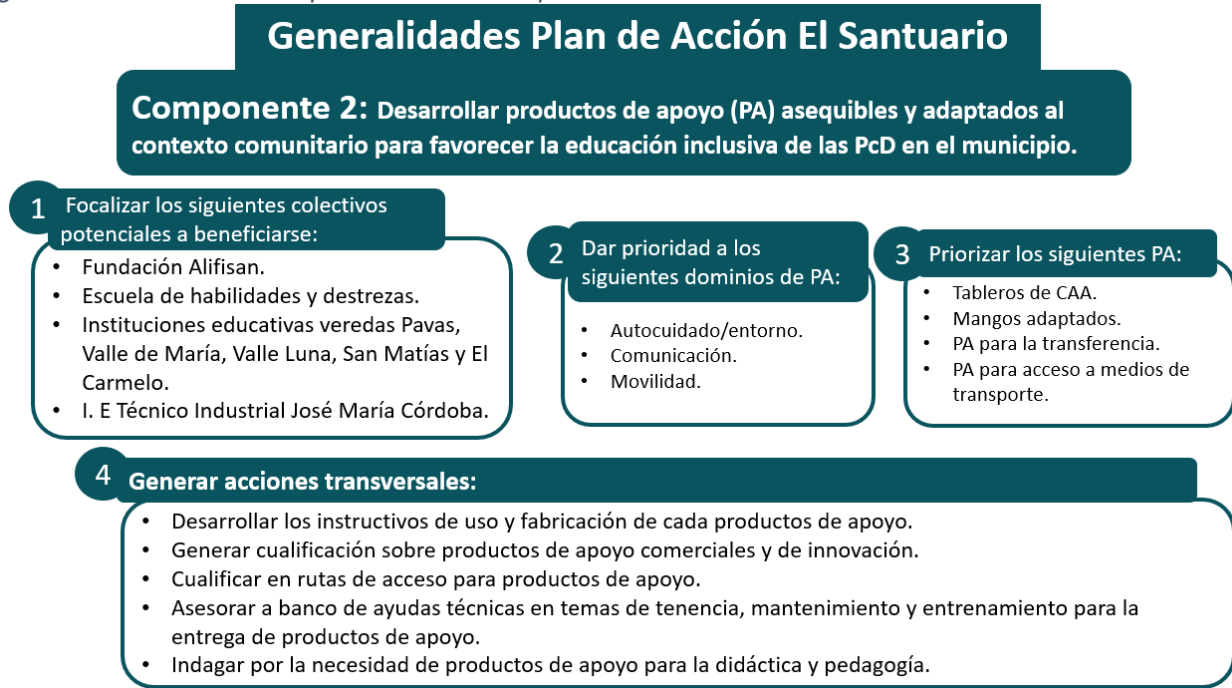 Generalidades Plan de Acción El Santuario
Componente 2: Desarrollar productos de apoyo (PA) asequibles y adaptados al
contexto comunitario para favorecer la educación inclusiva de las PcD en el municipio.
1 Focalizar los siguientes colectivos
potenciales a beneficiarse:
• Fundación Alifisan.
• Escuela de habilidades y destrezas.
• Instituciones educativas veredas Pavas,
Valle de María, Valle Luna, San Matías y El
Carmelo.
• I. E Técnico Industrial José María Córdoba.
2 Dar prioridad a los
siguientes dominios de PA:
• Autocuidado/entorno.
• Comunicación.
• Movilidad.
3 Priorizar los siguientes PA:
• Tableros de CAA.
• Mangos adaptados.
• PA para la transferencia.
• PA para acceso a medios de
transporte.
4 Generar acciones transversales:
• Desarrollar los instructivos de uso y fabricación de cada productos de apoyo.
• Generar cualificación sobre productos de apoyo comerciales y de innovación.
• Cualificar en rutas de acceso para productos de apoyo.
• Asesorar a banco de ayudas técnicas en temas de tenencia, mantenimiento y entrenamiento para la
entrega de productos de apoyo.
• Indagar por la necesidad de productos de apoyo para la didáctica y pedagogía.